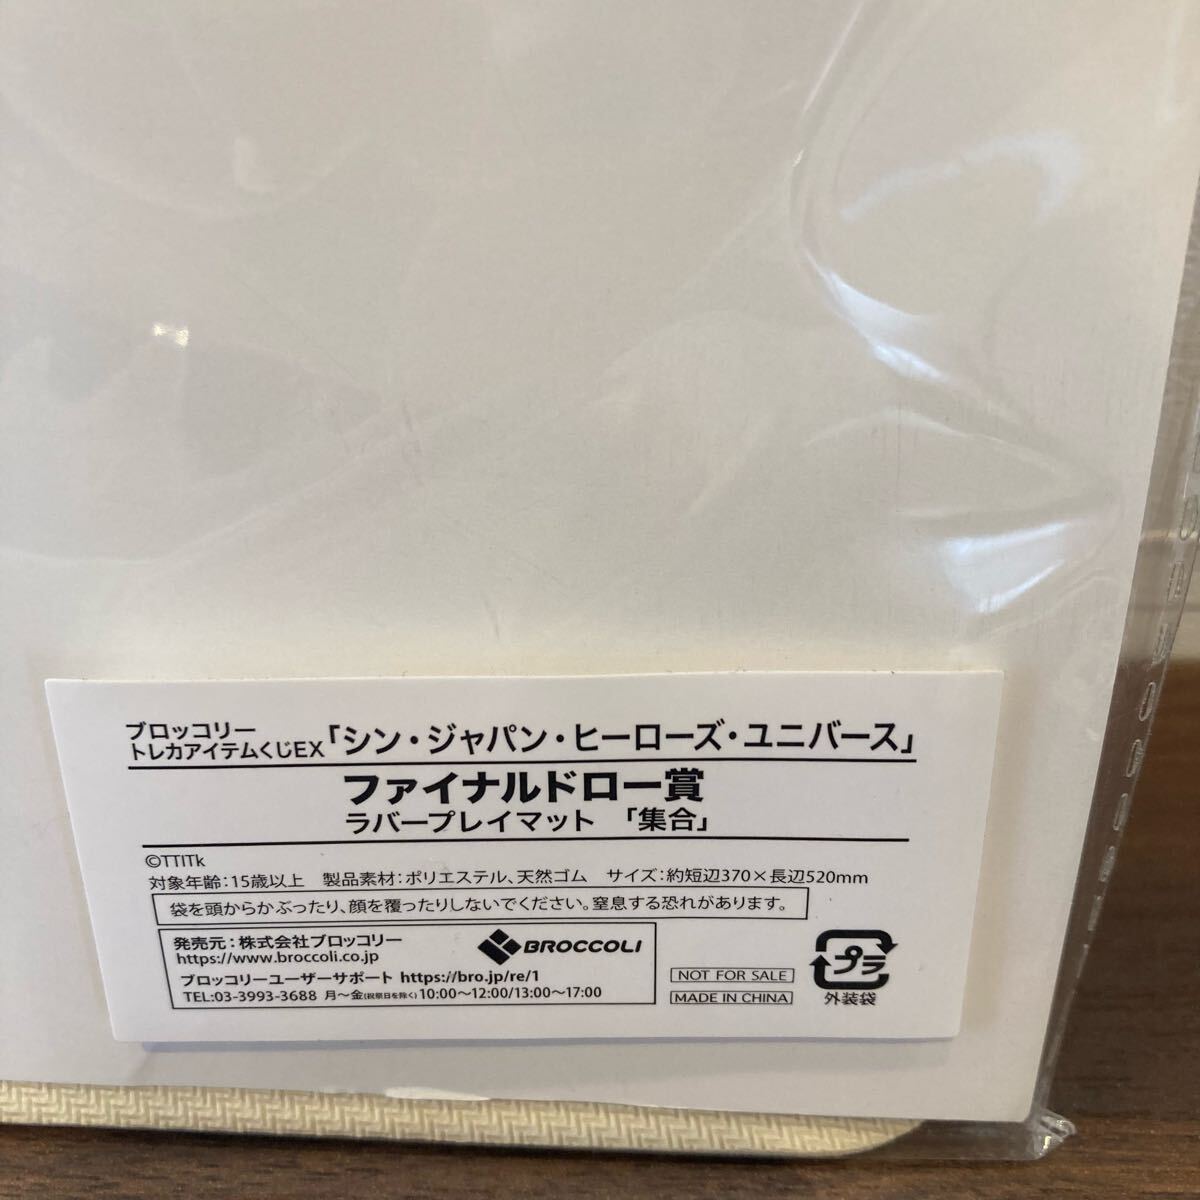 ブロッコリー
トレカアイテムくじEX「シン・ジャパン・ヒーローズ・ユニバース」
ファイナルドロー賞
ラバープレイマット 「集合」
©TTITk
対象年齢：15歳以上 製品素材：ポリエステル、天然ゴム サイズ：約短辺370×長辺520mm
袋を頭からかぶったり、顔を覆ったりしないでください。窒息する恐れがあります。
発売元：株式会社ブロッコリー
https://www.broccoli.co.jp
BROCCOLI
ブロッコリーユーザーサポート https://bro.jp/re/1
TEL:03-3993-3688 月～金(祝祭日を除く)10:00～12:00/13:00～17:00
NOT FOR SALE
MADE IN CHINA
プラ
外装袋